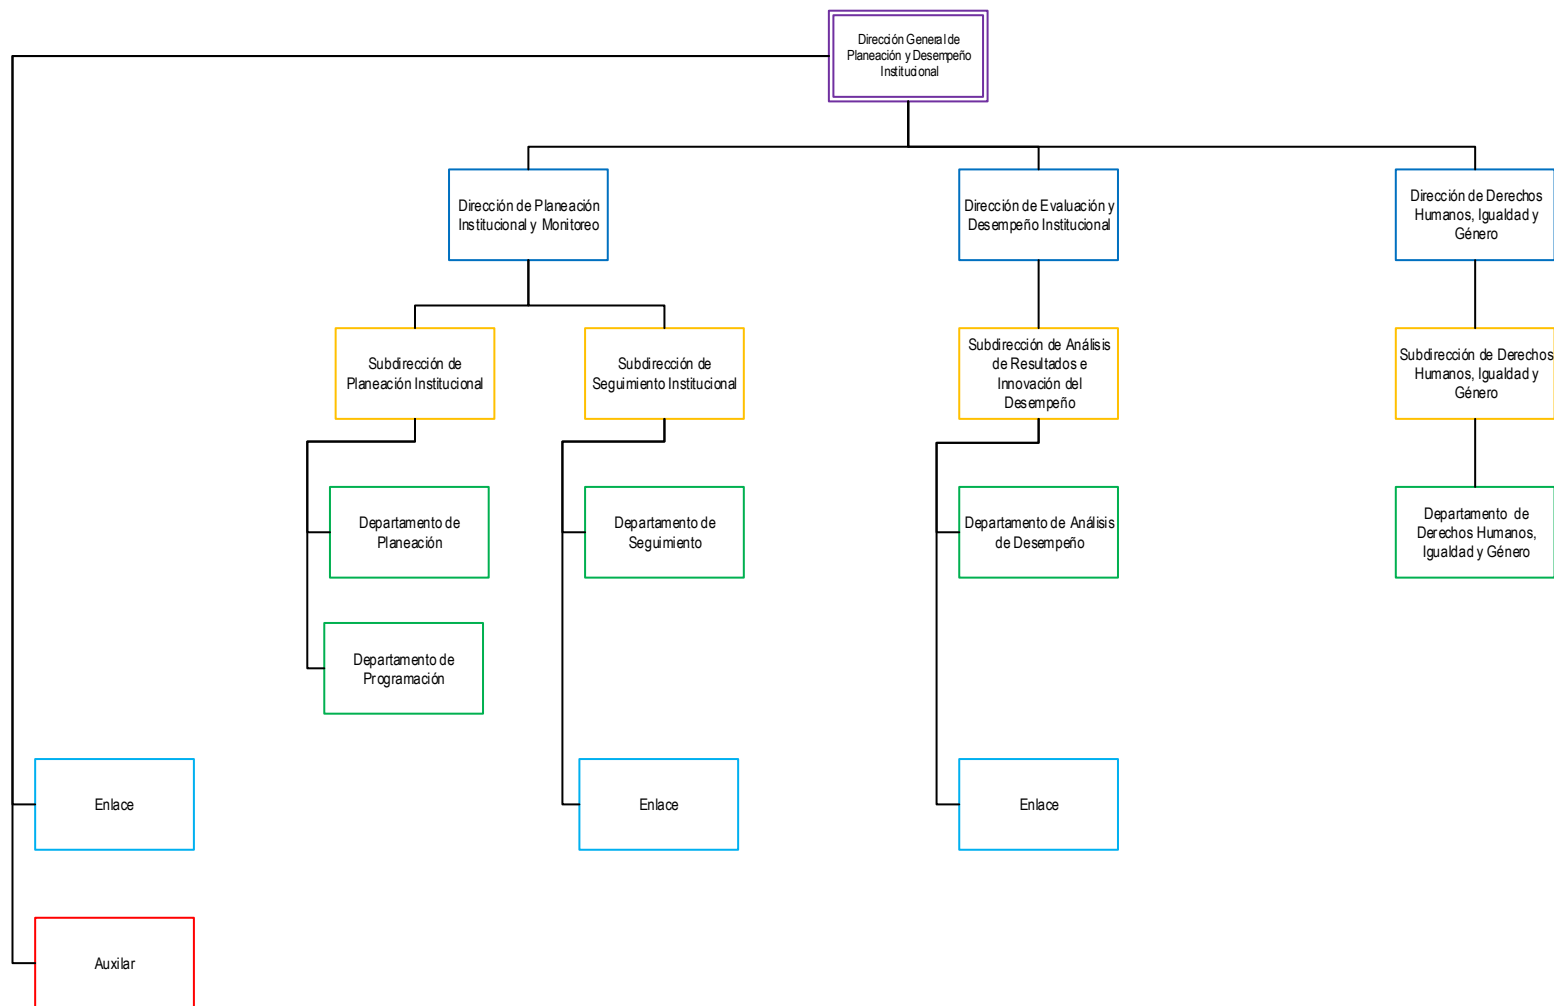 Dirección General de
Planeación y Desempeño
Institucional
Dirección de Planeación
Institucional y Monitoreo
Dirección de Evaluación y
Desempeño Institucional
Dirección de Derechos
Humanos, Igualdad y
Género
Subdirección de
Planeación Institucional
Subdirección de
Seguimiento Institucional
Subdirección de Análisis
de Resultados e
Innovación del
Desempeño
Subdirección de Derechos
Humanos, Igualdad y
Género
Departamento de
Planeación
Departamento de
Seguimiento
Departamento de Análisis
de Desempeño
Departamento de
Derechos Humanos,
Igualdad y Género
Departamento de
Programación
Enlace
Enlace
Enlace
Auxilar